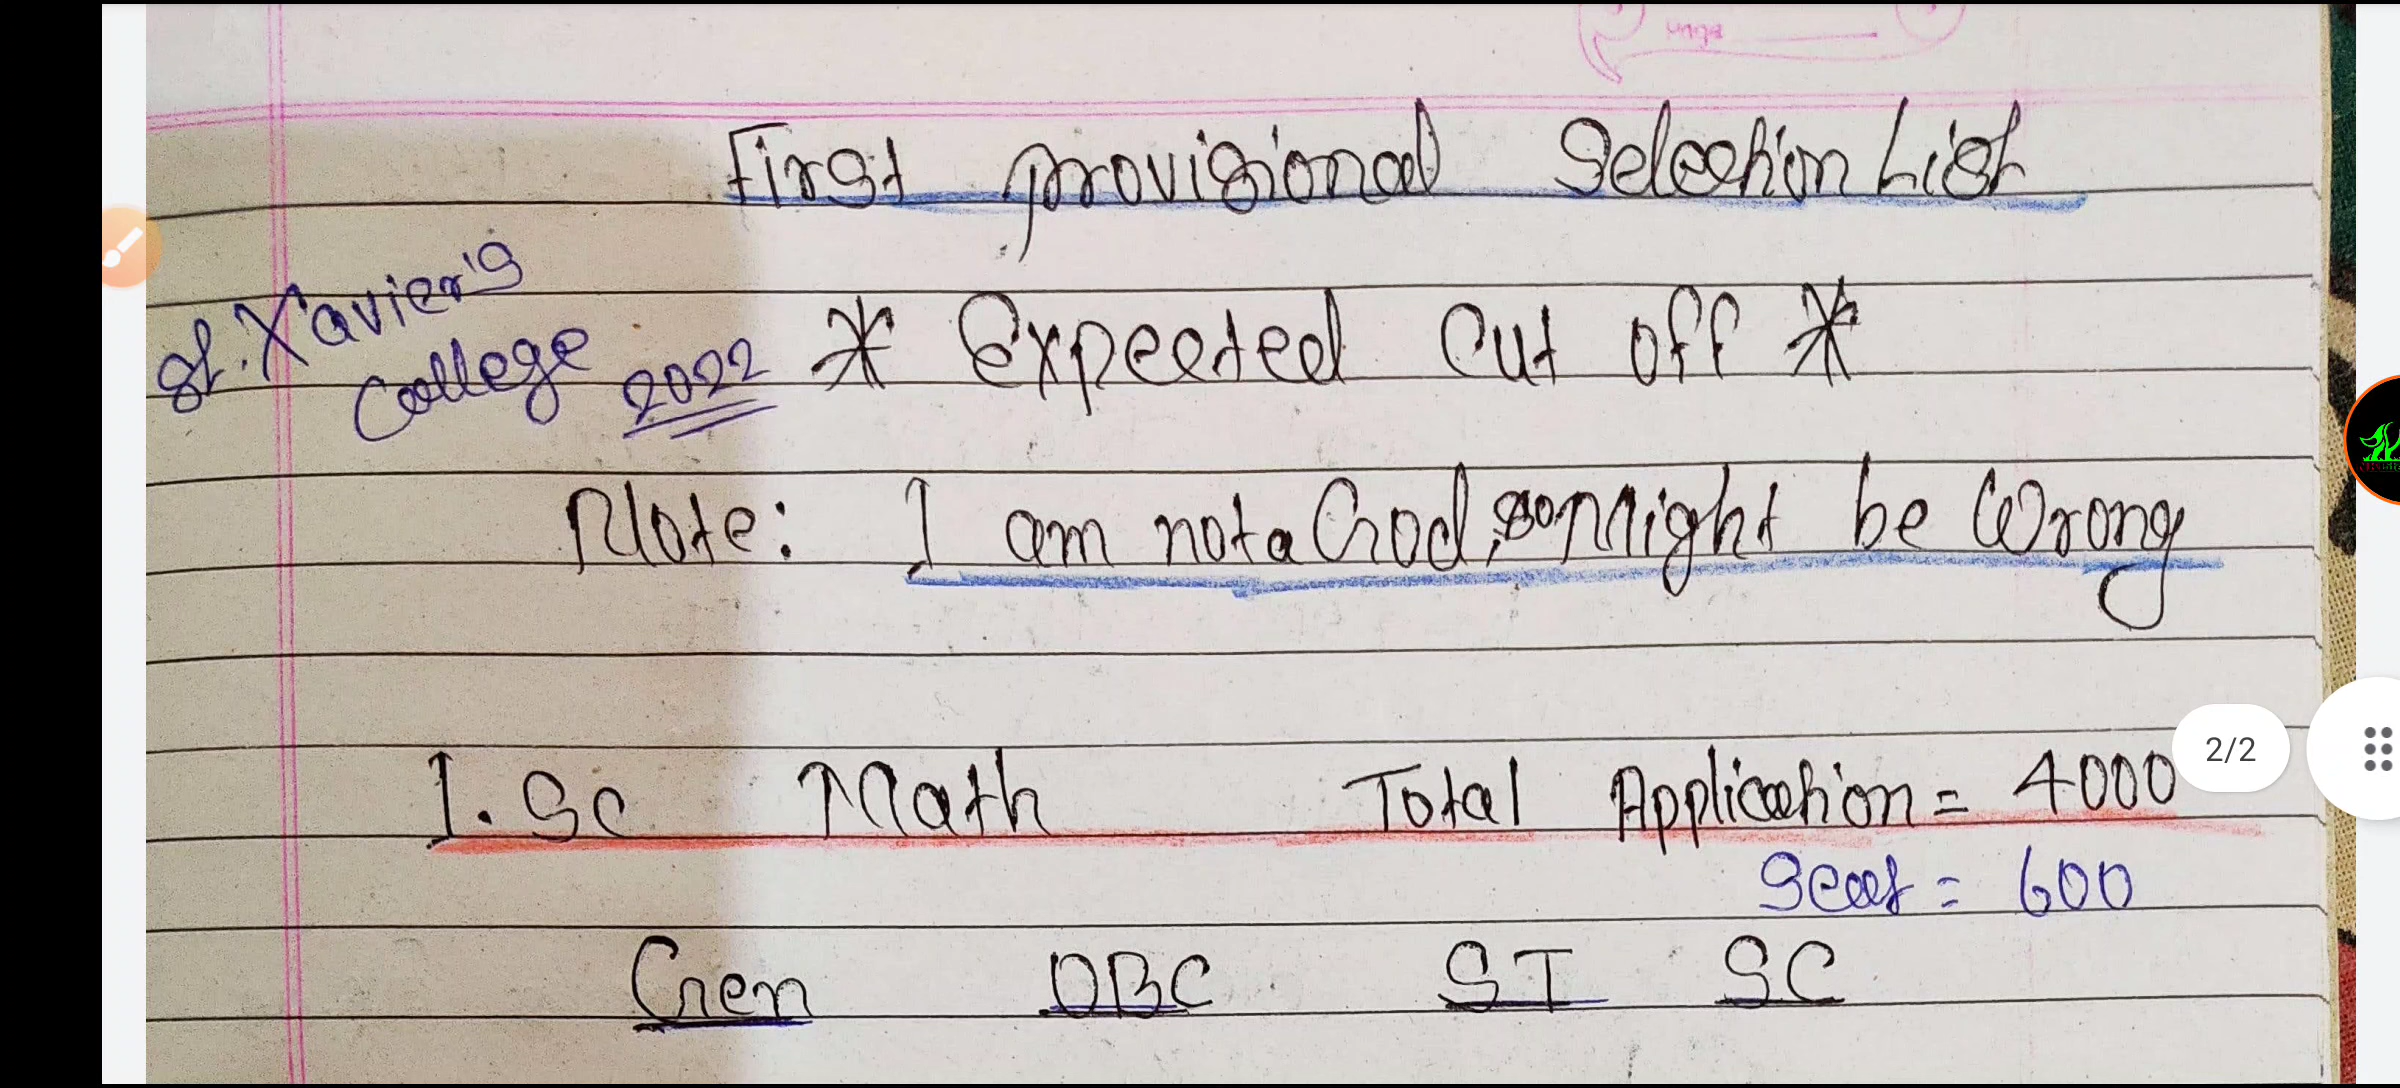 First provisional Selection List
St. Xavier's
College 2022
* Expected Cut off *
Note: I am not a God, so might be Wrong
I. Sc Math Total Application = 4000
2/2
Seat = 600
Gen OBC ST SC